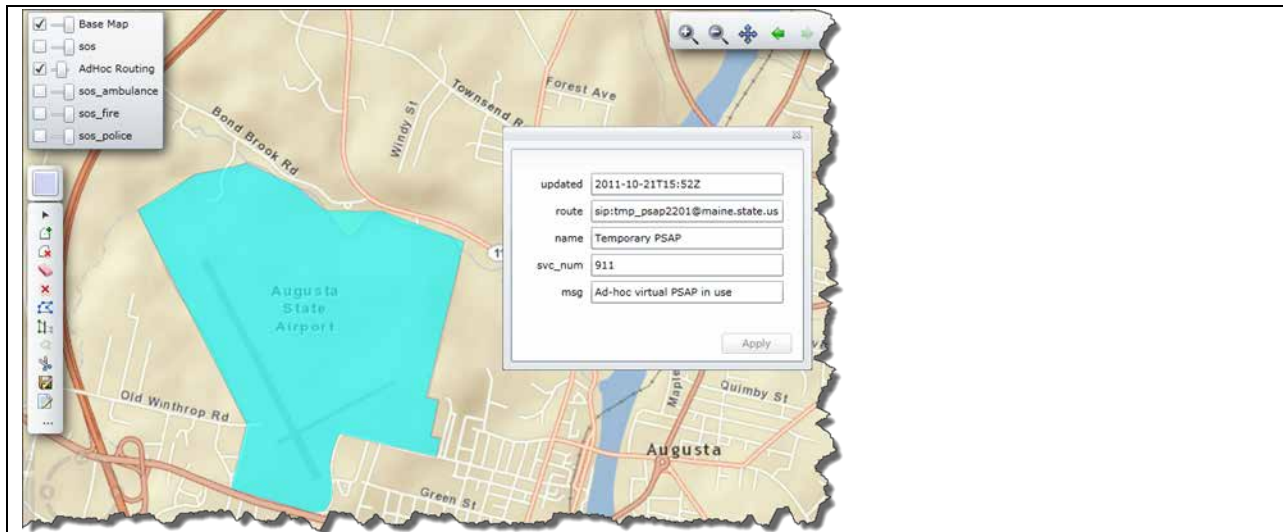 Base Map
sos
AdHoc Routing
sos_ambulance
sos_fire
sos_police
Forest Ave
Townsend R
Windy St
Bond Brook Rd
updated 2011-10-21T15:52Z
route sip:tmp_psap2201@maine.state.us
name Temporary PSAP
svc_num 911
msg Ad-hoc virtual PSAP in use
Apply
11
Augusta
State
Airport
Old Winthrop Rd
Maple
Quimby St
Augusta
Green St